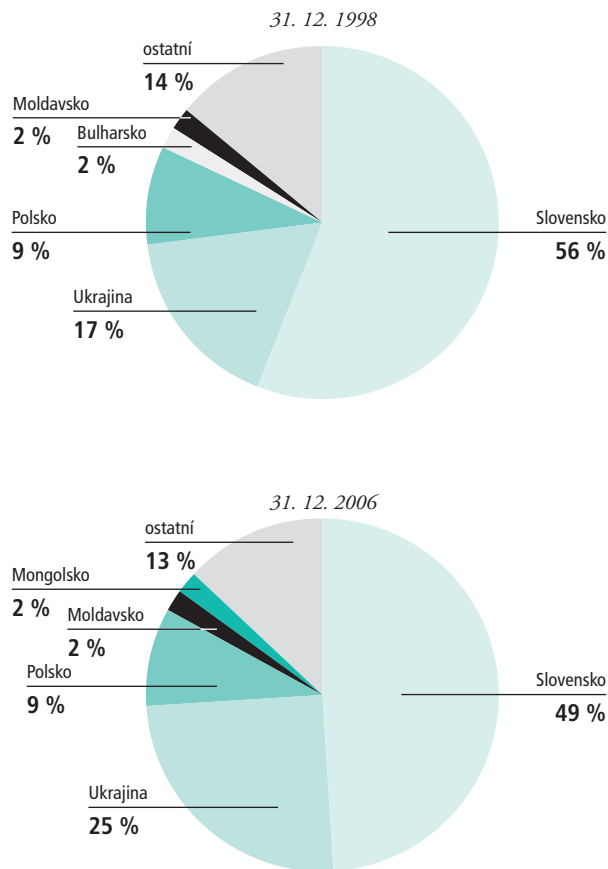 31. 12. 1998
ostatní
14 %
Moldavsko
2 %
Bulharsko
2 %
Polsko
9 %
Slovensko
56 %
Ukrajina
17 %
31. 12. 2006
ostatní
13 %
Mongolsko
2 %
Moldavsko
2 %
Polsko
9 %
Slovensko
49 %
Ukrajina
25 %